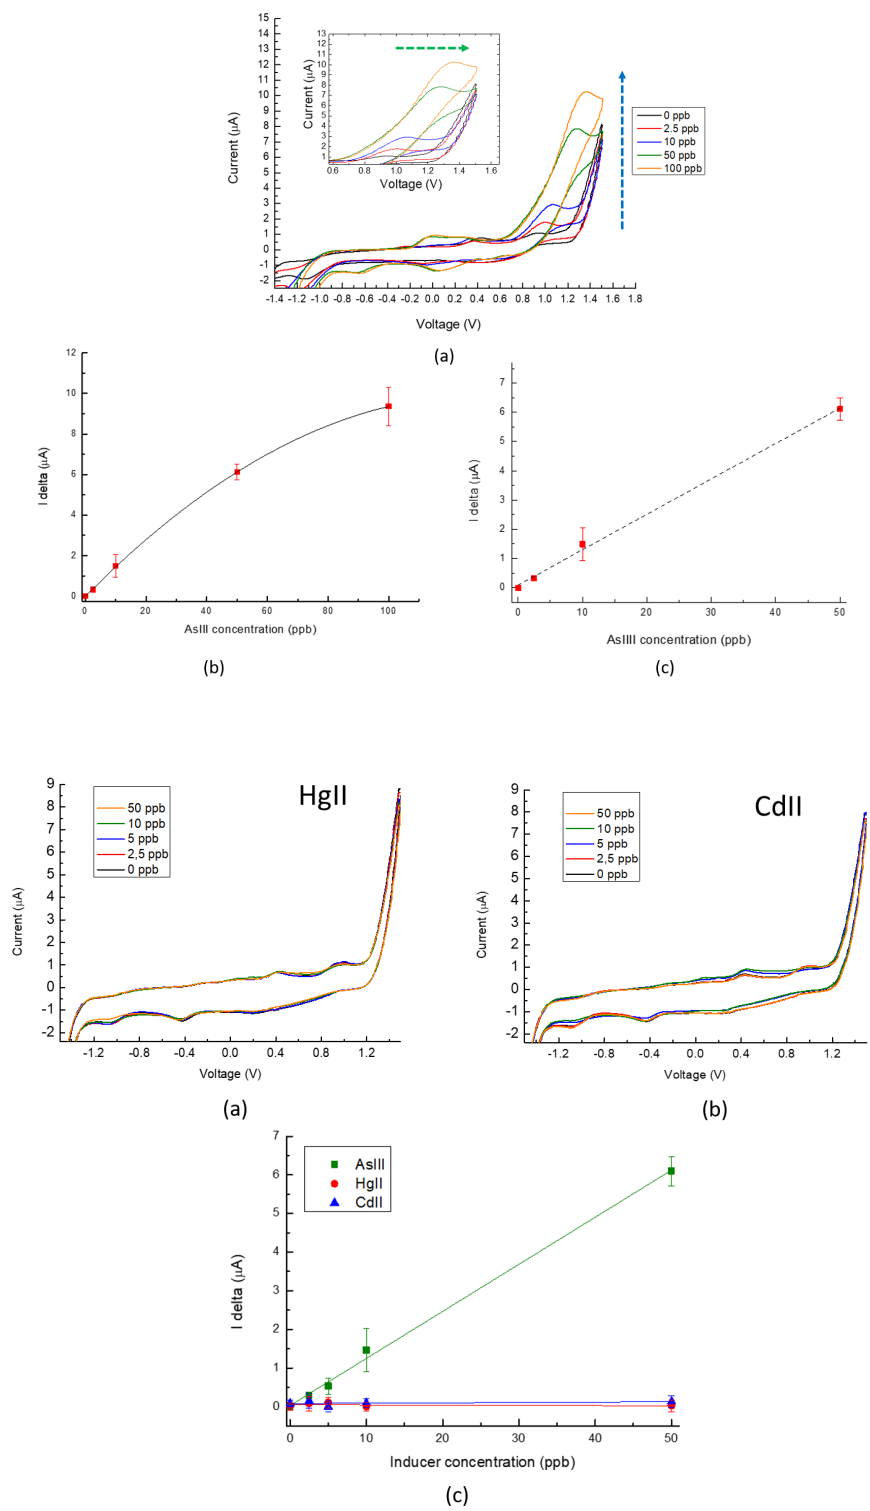 15
14
13
12
11
10
9
8
7
6
5
4
3
2
1
0
-1
-2
Current (µA)
13
12
11
10
9
8
7
6
5
4
3
2
1
Current (µA)
0.6 0.8 1.0 1.2 1.4 1.6
Voltage (V)
0 ppb
2.5 ppb
10 ppb
50 ppb
100 ppb
-1.4 -1.2 -1.0 -0.8 -0.6 -0.4 -0.2 0.0 0.2 0.4 0.6 0.8 1.0 1.2 1.4 1.6 1.8
Voltage (V)
(a)
12
10
8
6
4
2
0
I delta (µA)
0 20 40 60 80 100
AsIII concentration (ppb)
(b)
7
6
5
4
3
2
1
0
I delta (µA)
0 10 20 30 40 50
AsIIII concentration (ppb)
(c)
9
8
7
6
5
4
3
2
1
0
-1
-2
Current (µA)
50 ppb
10 ppb
5 ppb
2,5 ppb
0 ppb
HgII
-1.2 -0.8 -0.4 0.0 0.4 0.8 1.2
Voltage (V)
(a)
9
8
7
6
5
4
3
2
1
0
-1
-2
Current (µA)
50 ppb
10 ppb
5 ppb
2,5 ppb
0 ppb
CdII
-1.2 -0.8 -0.4 0.0 0.4 0.8 1.2
Voltage (V)
(b)
7
6
5
4
3
2
1
0
I delta (µA)
AsIII
HgII
CdII
0 10 20 30 40 50
Inducer concentration (ppb)
(c)